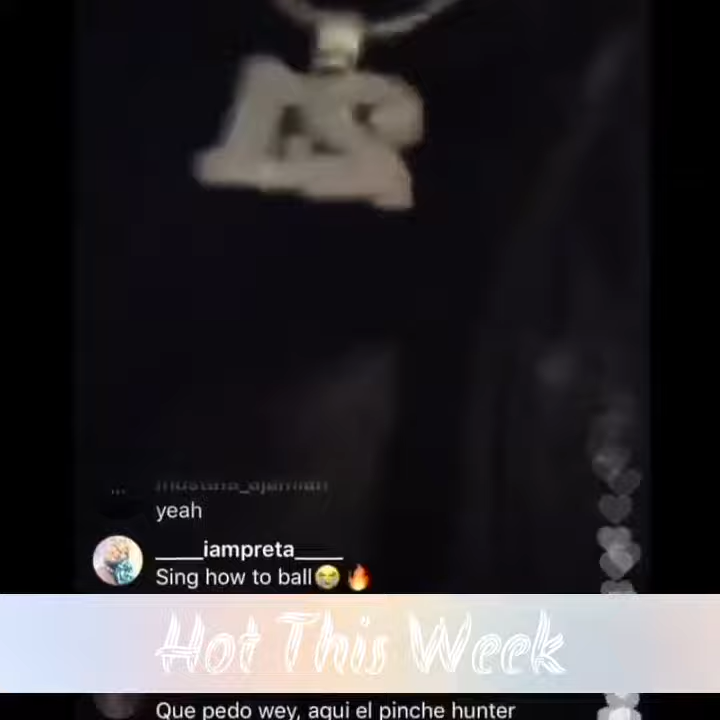 yeah
____iampreta____
Sing how to ball😭🔥
Hot This Week
Que pedo wey, aqui el pinche hunter